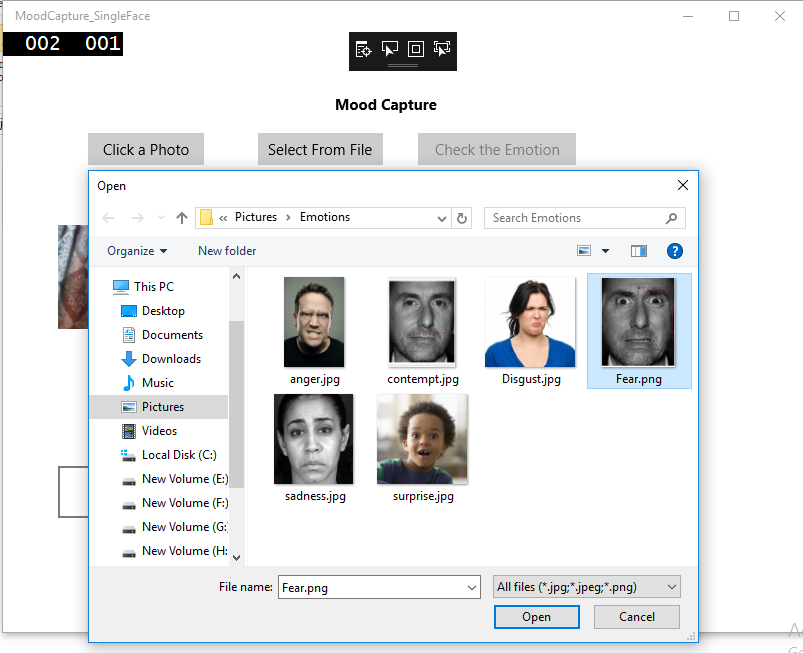 MoodCapture_SingleFace
002 001
Mood Capture
Click a Photo
Select From File
Check the Emotion
Open
« Pictures › Emotions
Search Emotions
Organize
New folder
This PC
Desktop
Documents
Downloads
Music
Pictures
Videos
Local Disk (C:)
New Volume (E:)
New Volume (F:)
New Volume (G:
New Volume (H:
anger.jpg
contempt.jpg
Disgust.jpg
Fear.png
sadness.jpg
surprise.jpg
File name:
Fear.png
All files (*.jpg;*.jpeg;*.png)
Open
Cancel